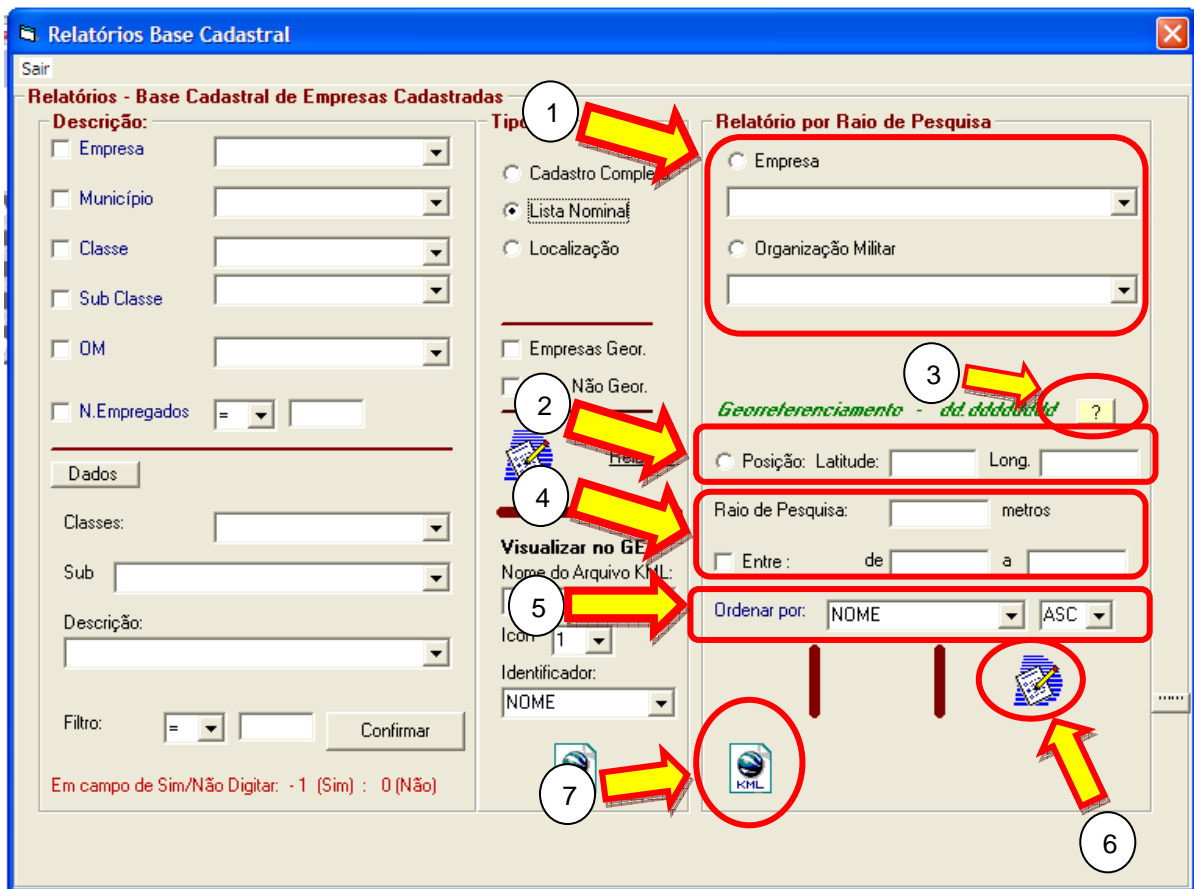 Relatórios Base Cadastral
Sair
Relatórios - Base Cadastral de Empresas Cadastradas
Descrição:
Empresa
Município
Classe
Sub Classe
OM
N.Empregados
=
Dados
Classes:
Sub
Descrição:
Filtro:
=
Confirmar
Em campo de Sim/Não Digitar: - 1 (Sim) : 0 (Não)
1
Cadastro
Lista Nominal
Localização
Empresas Geor.
Não Geor.
2
4
Visualizar no
Nome do Arquivo KML:
5
1
Identificador:
NOME
7
Relatório por Raio de Pesquisa
Empresa
Organização Militar
3
Georreferenciamento - dd.ddddddddd
?
Posição: Latitude:
Long.
Raio de Pesquisa:
metros
Entre :
de
a
Ordenar por:
NOME
ASC
KML
6